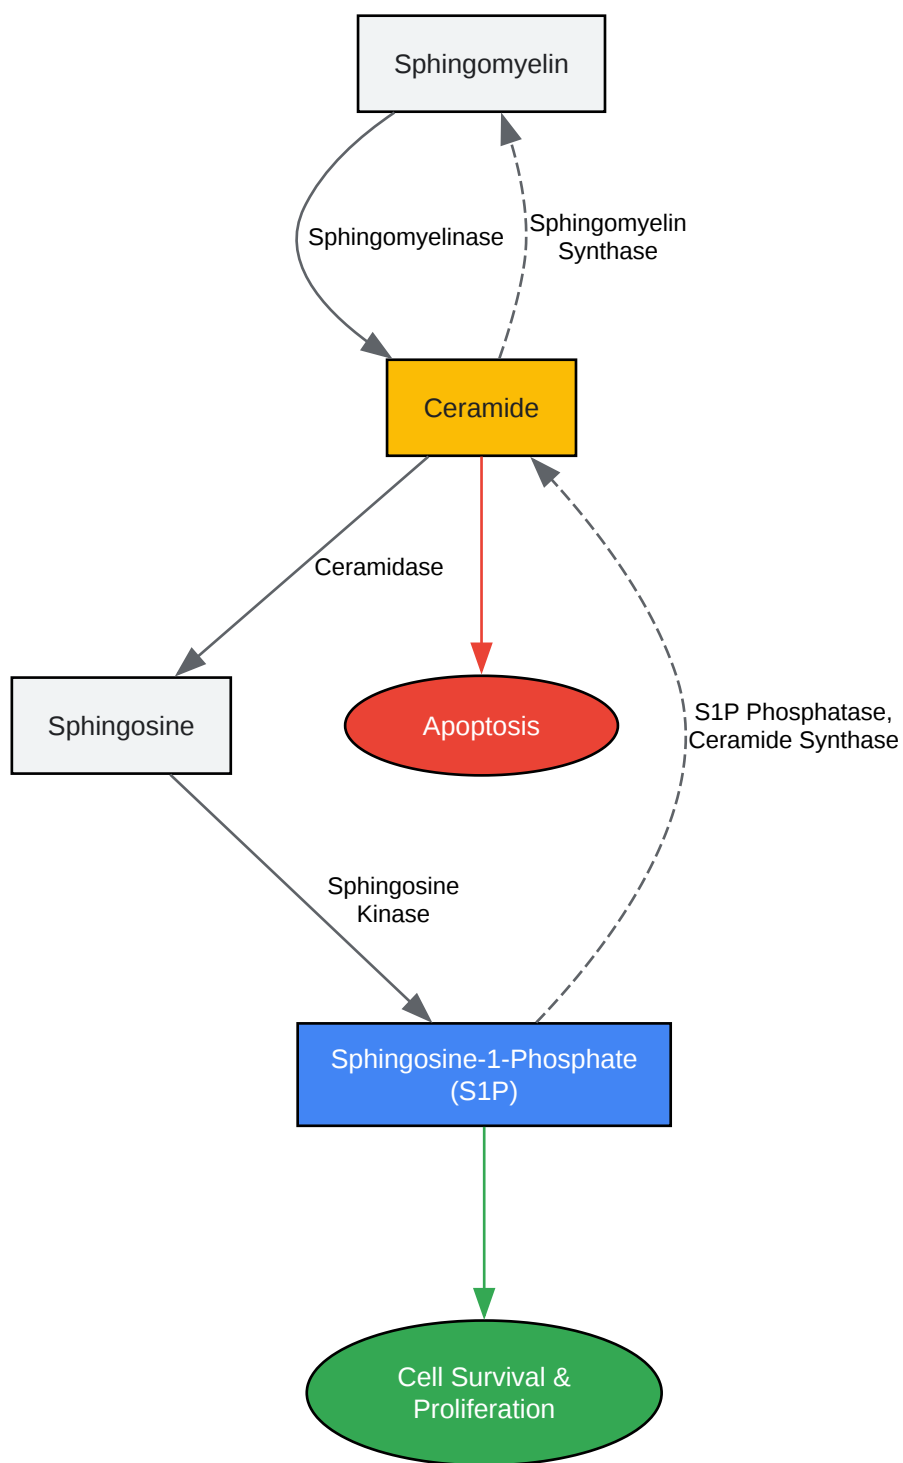 Sphingomyelin
Sphingomyelinase
Sphingomyelin
Synthase
Ceramide
Ceramidase
Sphingosine
Apoptosis
S1P Phosphatase,
Ceramide Synthase
Sphingosine
Kinase
Sphingosine-1-Phosphate
(S1P)
Cell Survival &
Proliferation